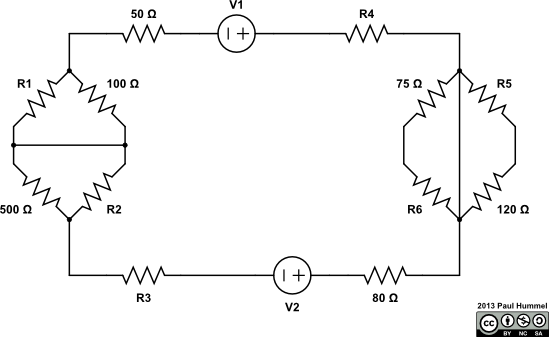 V1
50 Ω
R4
R1
100 Ω
75 Ω
R5
500 Ω
R2
R6
120 Ω
R3
V2
80 Ω
2013 Paul Hummel
cc
BY NC SA